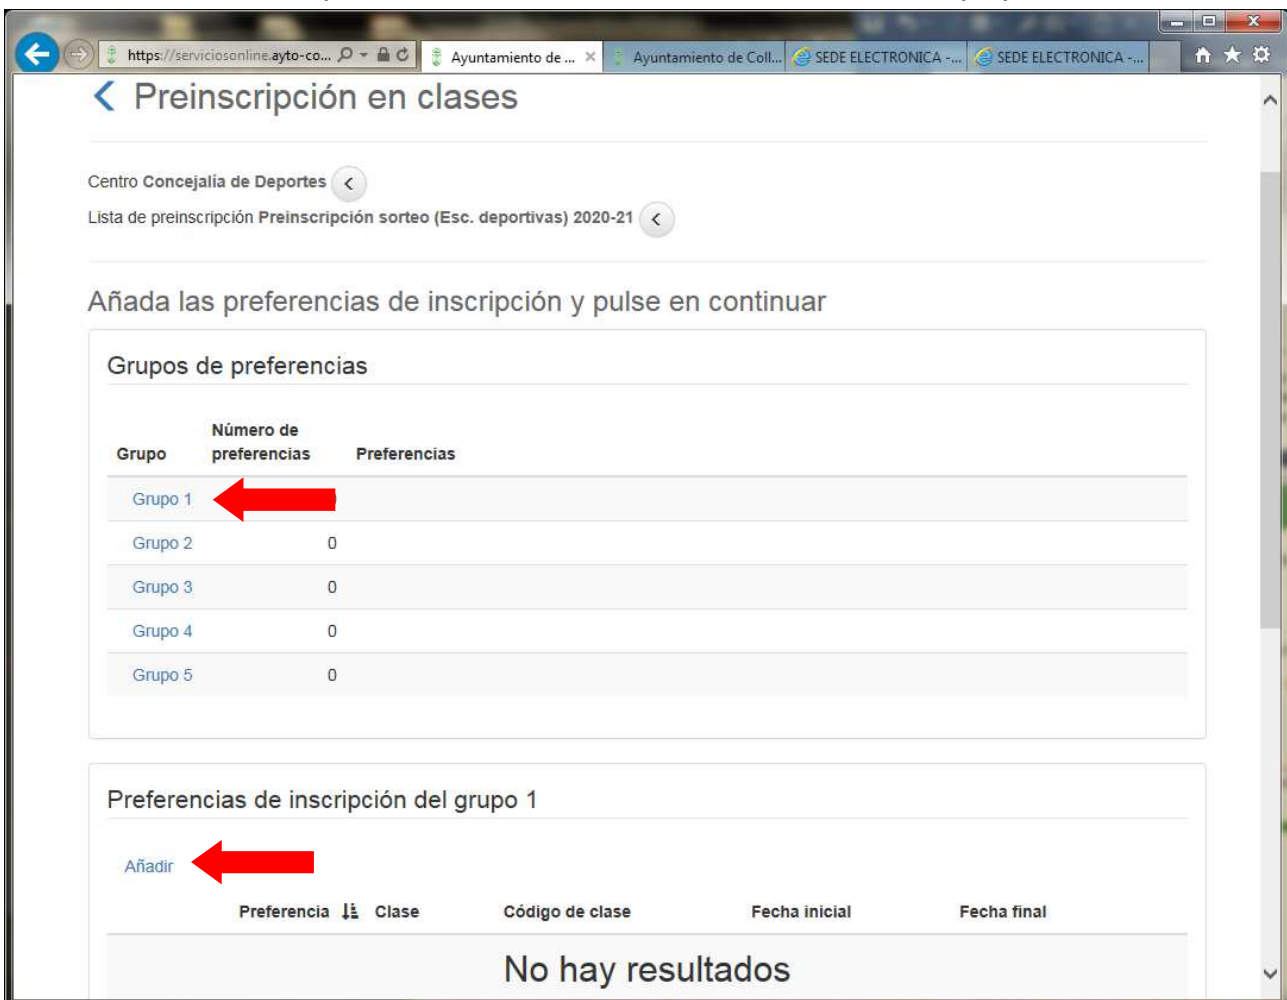 https://serviciosonline.ayto-co...
Ayuntamiento de ...
Ayuntamiento de Coll...
SEDE ELECTRONICA -...
SEDE ELECTRONICA -...
Preinscripción en clases
Centro Concejalía de Deportes
Lista de preinscripción Preinscripción sorteo (Esc. deportivas) 2020-21
Añada las preferencias de inscripción y pulse en continuar
Grupos de preferencias
Grupo Número de preferencias Preferencias
Grupo 1
Grupo 2 0
Grupo 3 0
Grupo 4 0
Grupo 5 0
Preferencias de inscripción del grupo 1
Añadir
Preferencia Clase Código de clase Fecha inicial Fecha final
No hay resultados